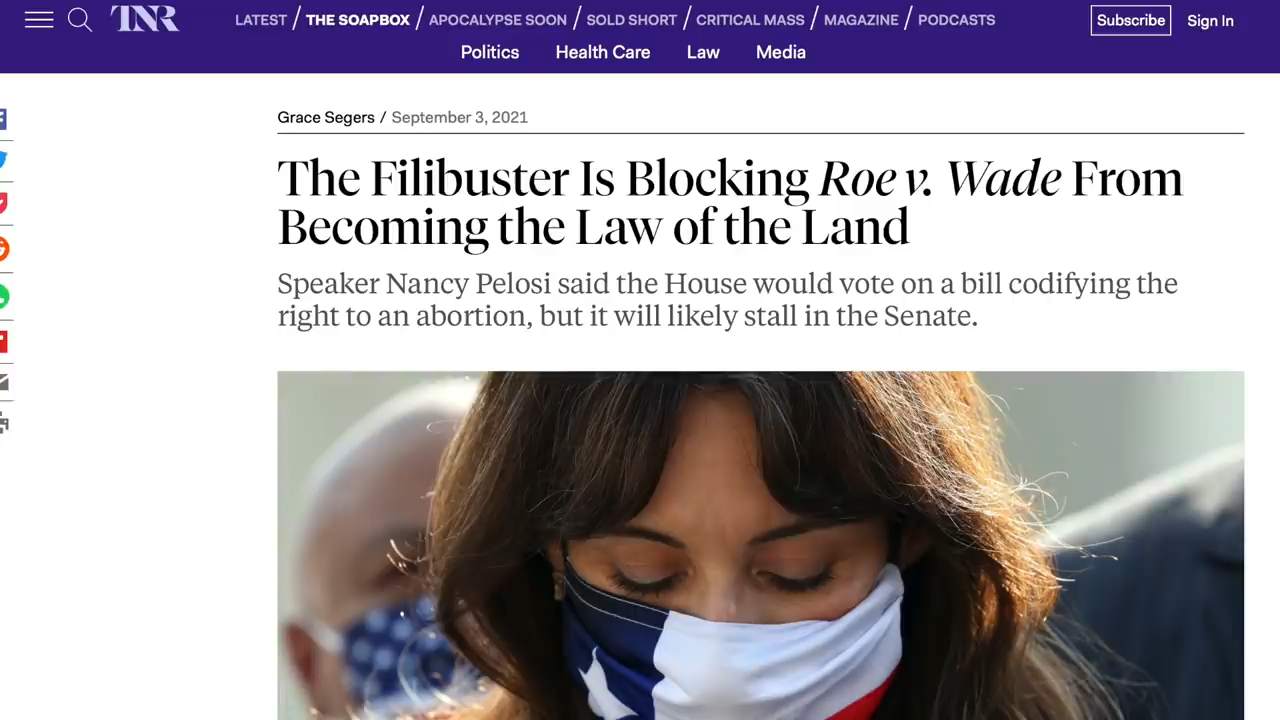 TNR
LATEST / THE SOAPBOX / APOCALYPSE SOON / SOLD SHORT / CRITICAL MASS / MAGAZINE / PODCASTS
Subscribe Sign In
Politics Health Care Law Media
Grace Segers / September 3, 2021
The Filibuster Is Blocking Roe v. Wade From
Becoming the Law of the Land
Speaker Nancy Pelosi said the House would vote on a bill codifying the
right to an abortion, but it will likely stall in the Senate.